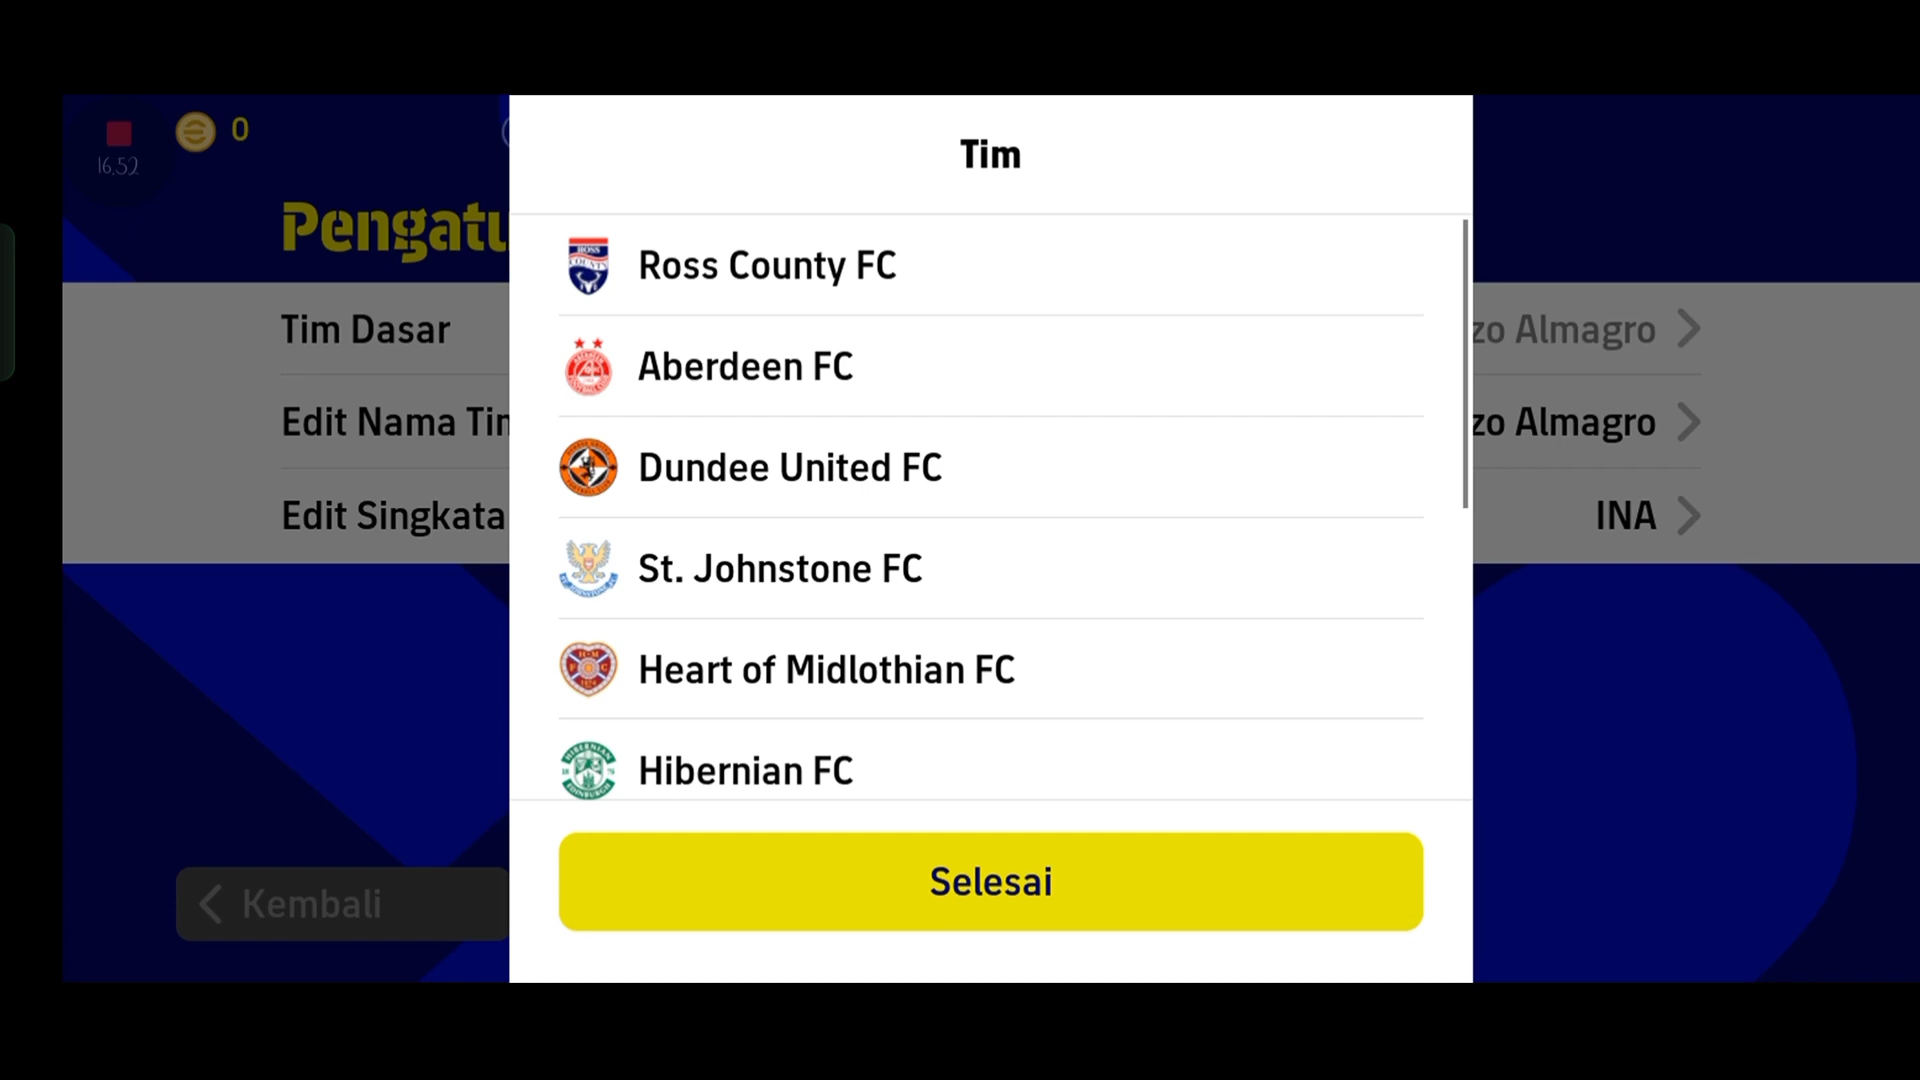 0
16.52
Tim
Pengatu
Ross County FC
Tim Dasar
zo Almagro
Aberdeen FC
Edit Nama Tim
zo Almagro
Dundee United FC
Edit Singkata
INA
St. Johnstone FC
Heart of Midlothian FC
Hibernian FC
Selesai
Kembali